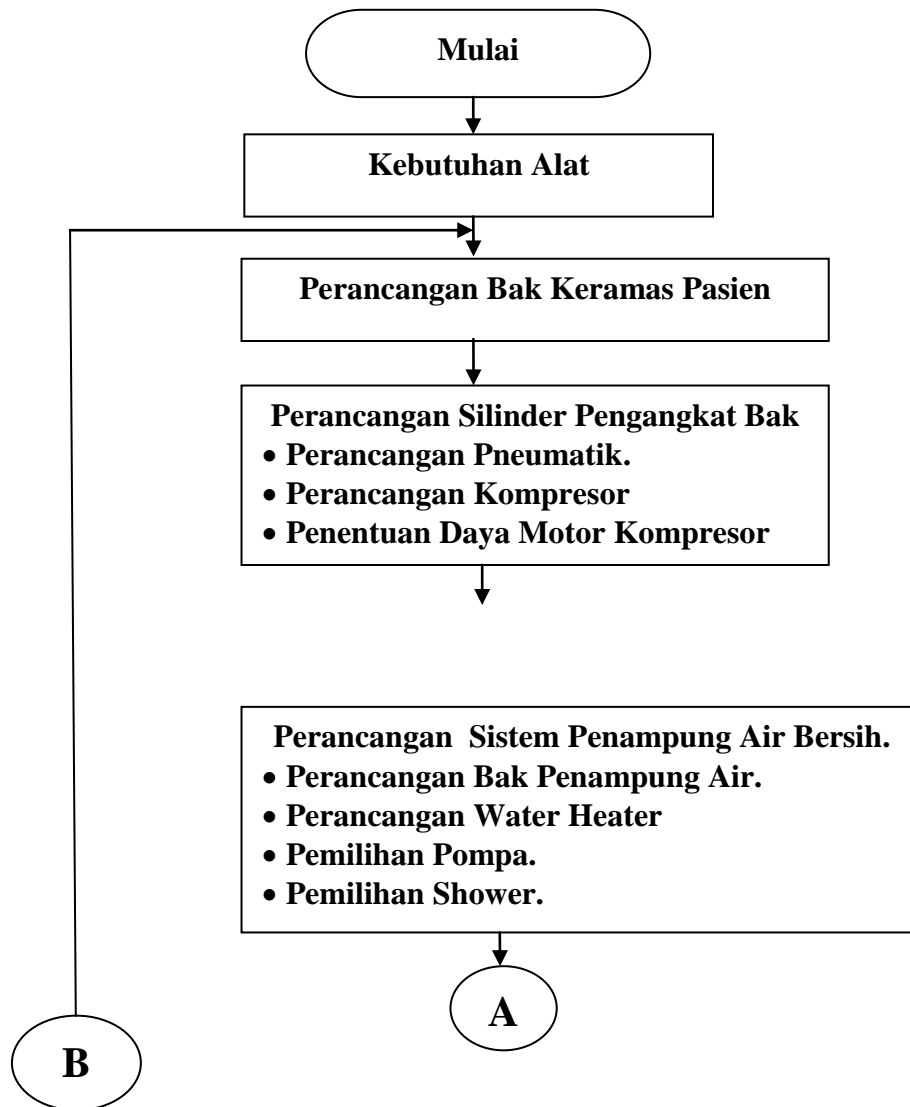 Mulai
Kebutuhan Alat
Perancangan Bak Keramas Pasien
Perancangan Silinder Pengangkat Bak
• Perancangan Pneumatik.
• Perancangan Kompresor
• Penentuan Daya Motor Kompresor
Perancangan Sistem Penampung Air Bersih.
• Perancangan Bak Penampung Air.
• Perancangan Water Heater
• Pemilihan Pompa.
• Pemilihan Shower.
A
B